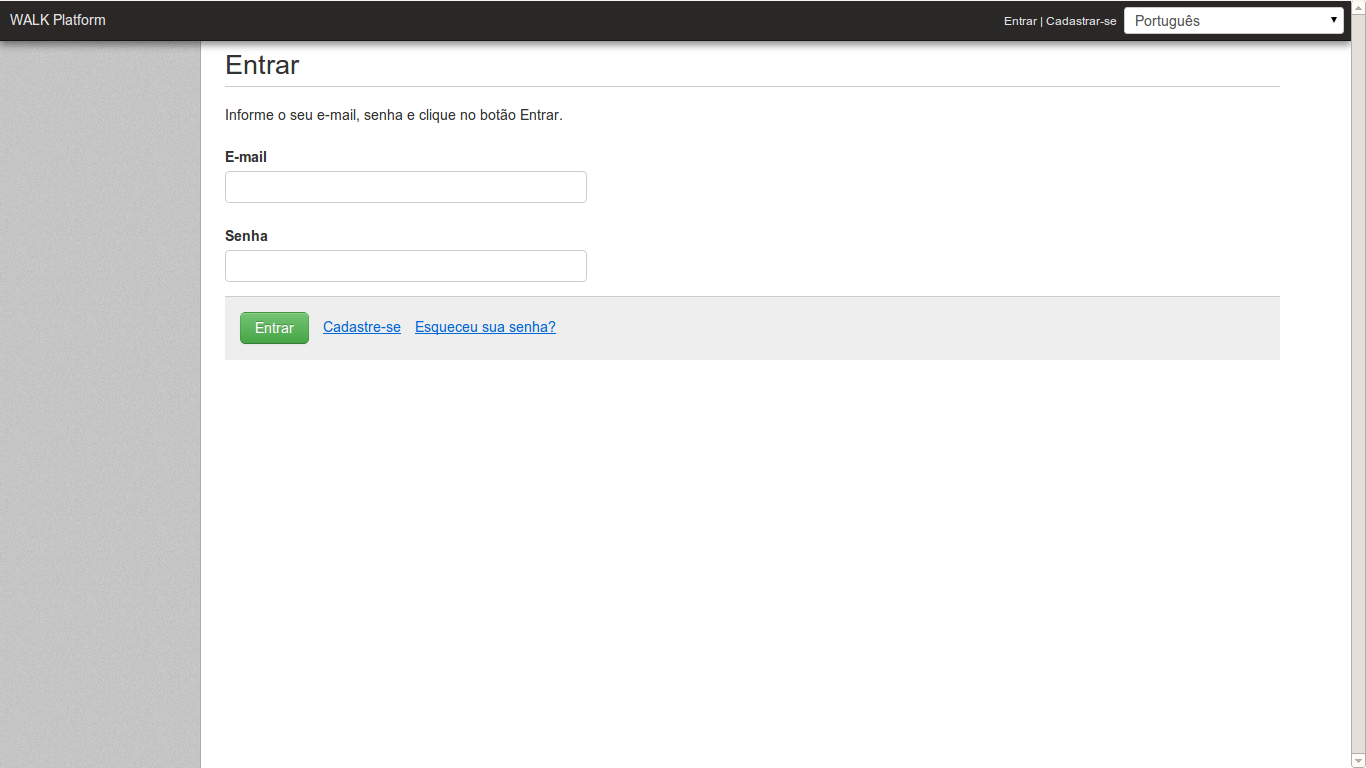 WALK Platform
Entrar | Cadastrar-se
Português
Entrar
Informe o seu e-mail, senha e clique no botão Entrar.
E-mail
Senha
Entrar Cadastre-se Esqueceu sua senha?